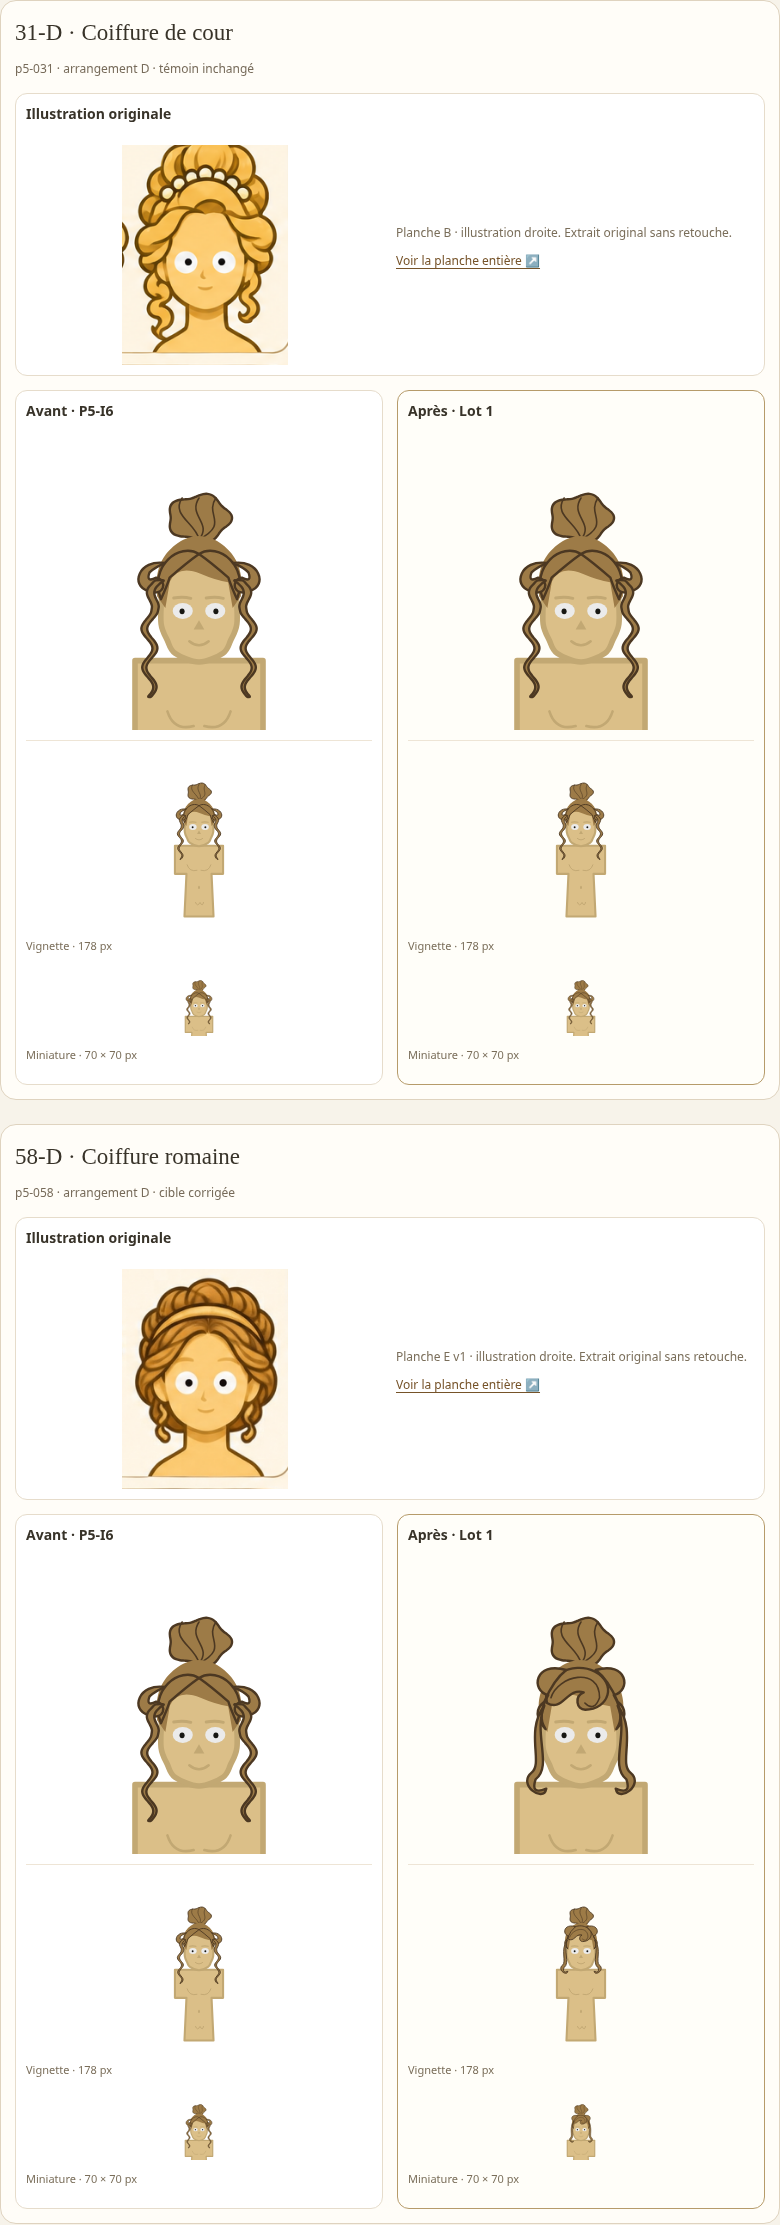 31-D · Coiffure de cour
p5-031 · arrangement D · témoin inchangé
Illustration originale
Planche B · illustration droite. Extrait original sans retouche.
Voir la planche entière ↗
Avant · P5-I6
Après · Lot 1
Vignette · 178 px
Vignette · 178 px
Miniature · 70 × 70 px
Miniature · 70 × 70 px
58-D · Coiffure romaine
p5-058 · arrangement D · cible corrigée
Illustration originale
Planche E v1 · illustration droite. Extrait original sans retouche.
Voir la planche entière ↗
Avant · P5-I6
Après · Lot 1
Vignette · 178 px
Vignette · 178 px
Miniature · 70 × 70 px
Miniature · 70 × 70 px